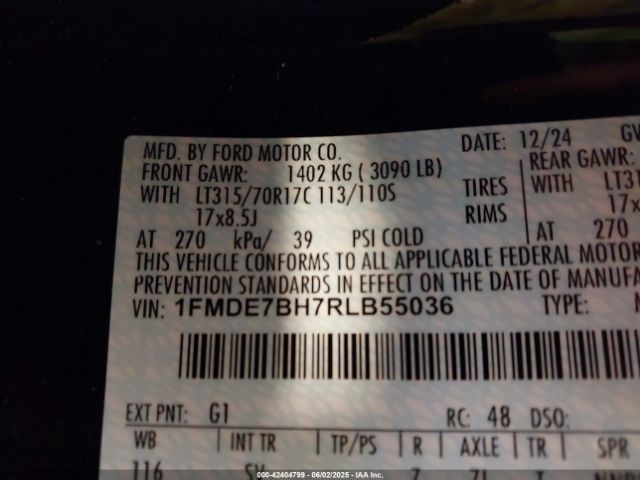 MFD. BY FORD MOTOR CO. DATE: 12/24 GV
FRONT GAWR: 1402 KG ( 3090 LB) REAR GAWR:
WITH LT315/70R17C 113/110S TIRES WITH LT31
17x8.5J RIMS 17x
AT 270 kPa/ 39 PSI COLD AT 270
THIS VEHICLE CONFORMS TO ALL APPLICABLE FEDERAL MOTOR
PREVENTION STANDARDS IN EFFECT ON THE DATE OF MANUFA
VIN: 1FMDE7BH7RLB55036 TYPE:
EXT PNT: G1 RC: 48 DSO:
WB INT TR TP/PS R AXLE TR SPR
116
000-42404799 - 06/02/2025 - IAA Inc.